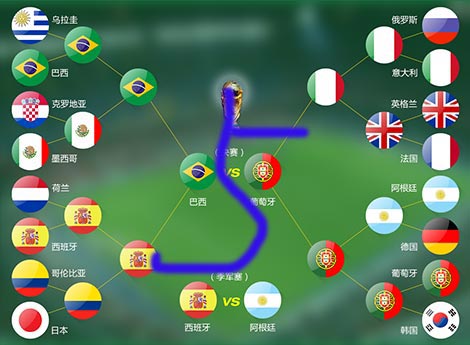 乌拉圭
俄罗斯
巴西
意大利
克罗地亚
英格兰
墨西哥
法国
(决赛)
VS
巴西
葡萄牙
荷兰
阿根廷
西班牙
德国
哥伦比亚
葡萄牙
(季军赛)
VS
西班牙
阿根廷
日本
韩国
5